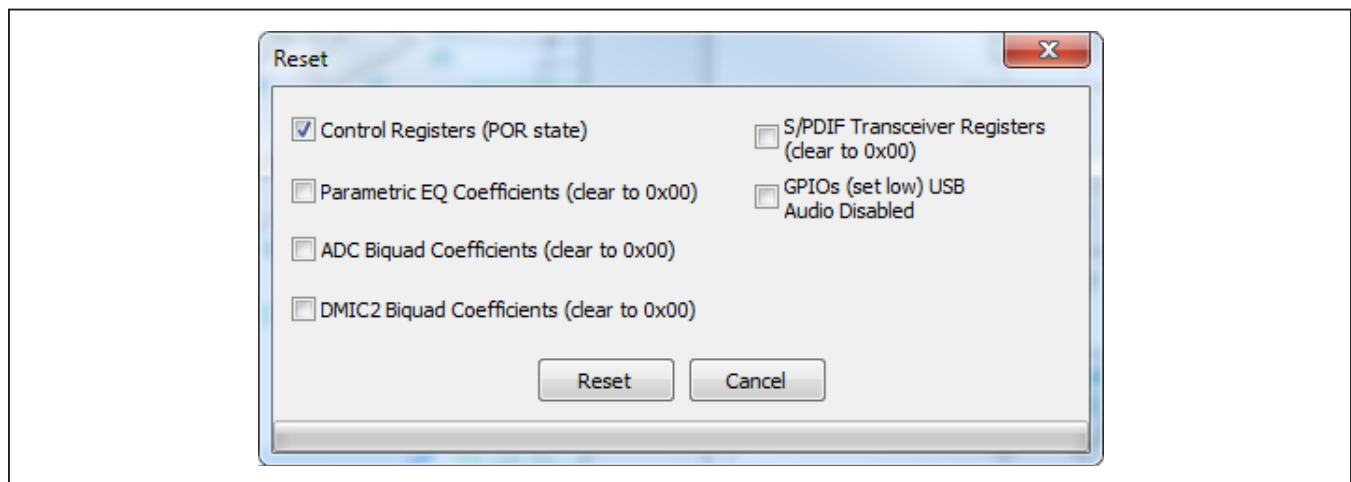 Reset
Control Registers (POR state)
Parametric EQ Coefficients (clear to 0x00)
ADC Biquad Coefficients (clear to 0x00)
DMIC2 Biquad Coefficients (clear to 0x00)
S/PDIF Transceiver Registers
(clear to 0x00)
GPIOs (set low) USB
Audio Disabled
Reset
Cancel